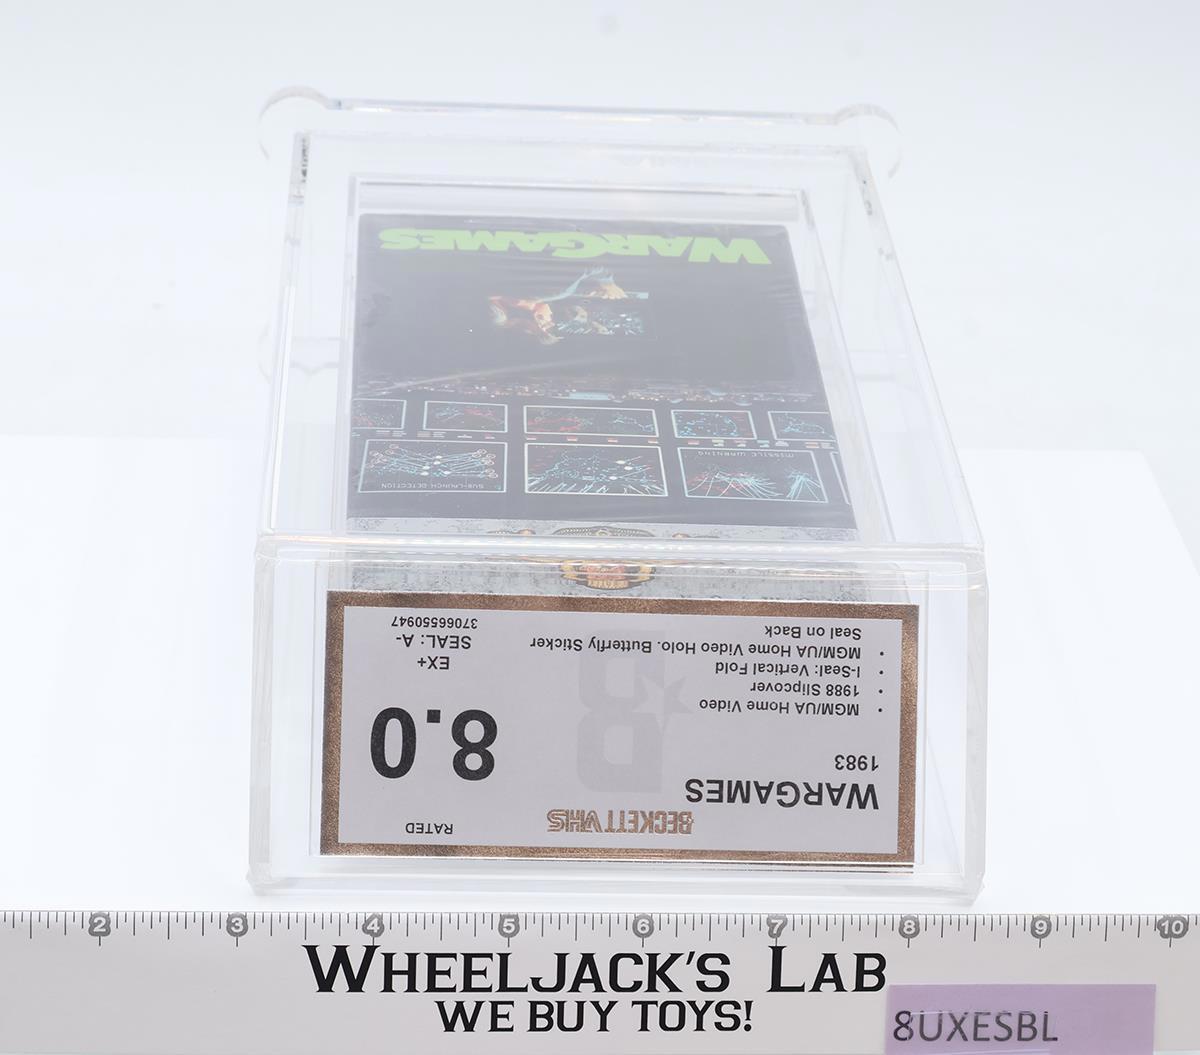 WARGAMES
MISSILE WARNING
SUB-LAUNCH DETECTION
BECKETT VHS
WARGAMES
1983
• MGM/UA Home Video
• 1988 Slipcover
• I-Seal: Vertical Fold
• MGM/UA Home Video Holo. Butterfly Sticker
Seal on Back
RATED
8.0
EX+
SEAL: A-
37066550947
2 3 4 5 6 7 8 9 10
WHEELJACK'S LAB
WE BUY TOYS!
8UXESBL